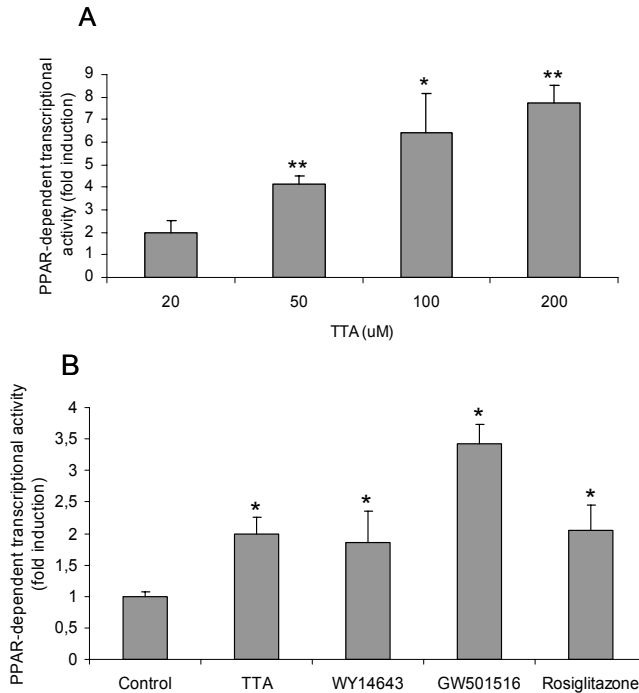 A
PPAR-dependent transcriptional
activity (fold induction)
9
8
7
6
5
4
3
2
1
0
**
*
**
20 50 100 200
TTA (uM)
B
PPAR-dependent transcriptional activity
(fold induction)
4
3,5
3
2,5
2
1,5
1
0,5
0
*
*
*
*
Control TTA WY14643 GW501516 Rosiglitazone